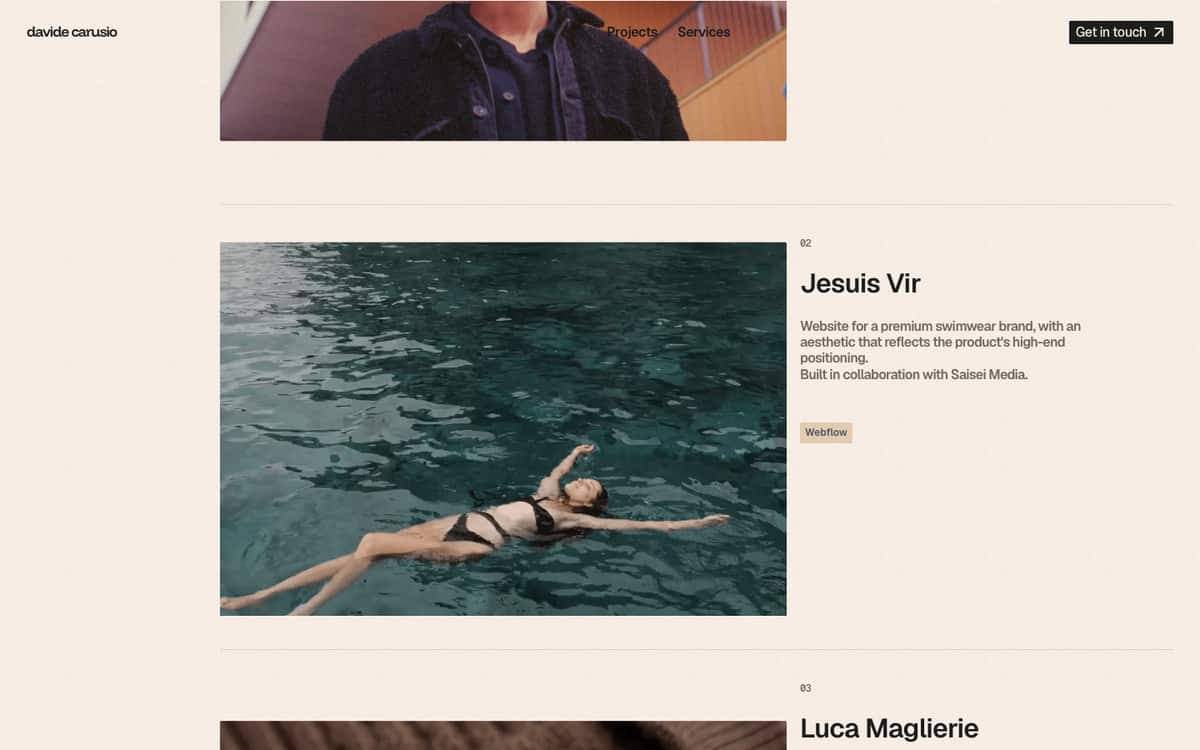 davide carusio
Projects
Services
Get in touch
02
Jesuis Vir
Website for a premium swimwear brand, with an
aesthetic that reflects the product's high-end
positioning.
Built in collaboration with Saisei Media.
Webflow
03
Luca Maglierie